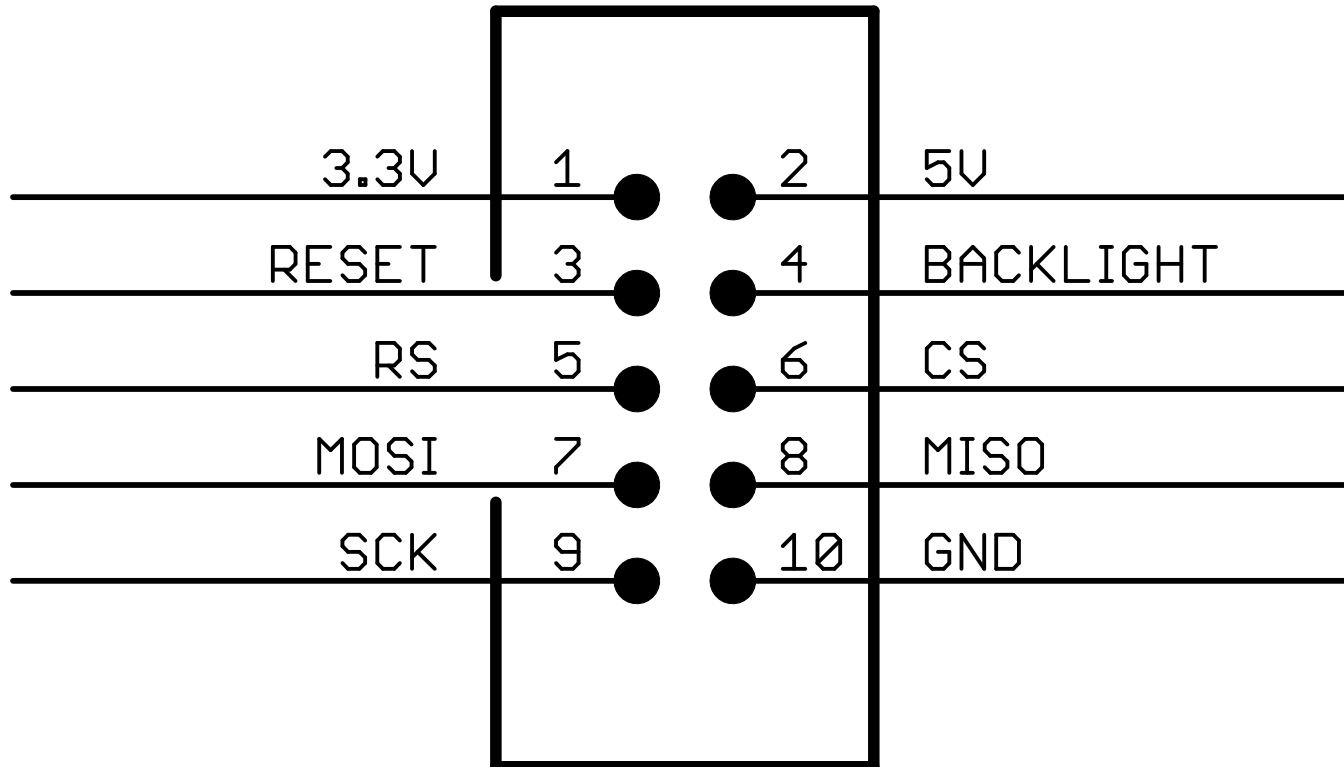 3.3V 1 2 5V
RESET 3 4 BACKLIGHT
RS 5 6 CS
MOSI 7 8 MISO
SCK 9 10 GND